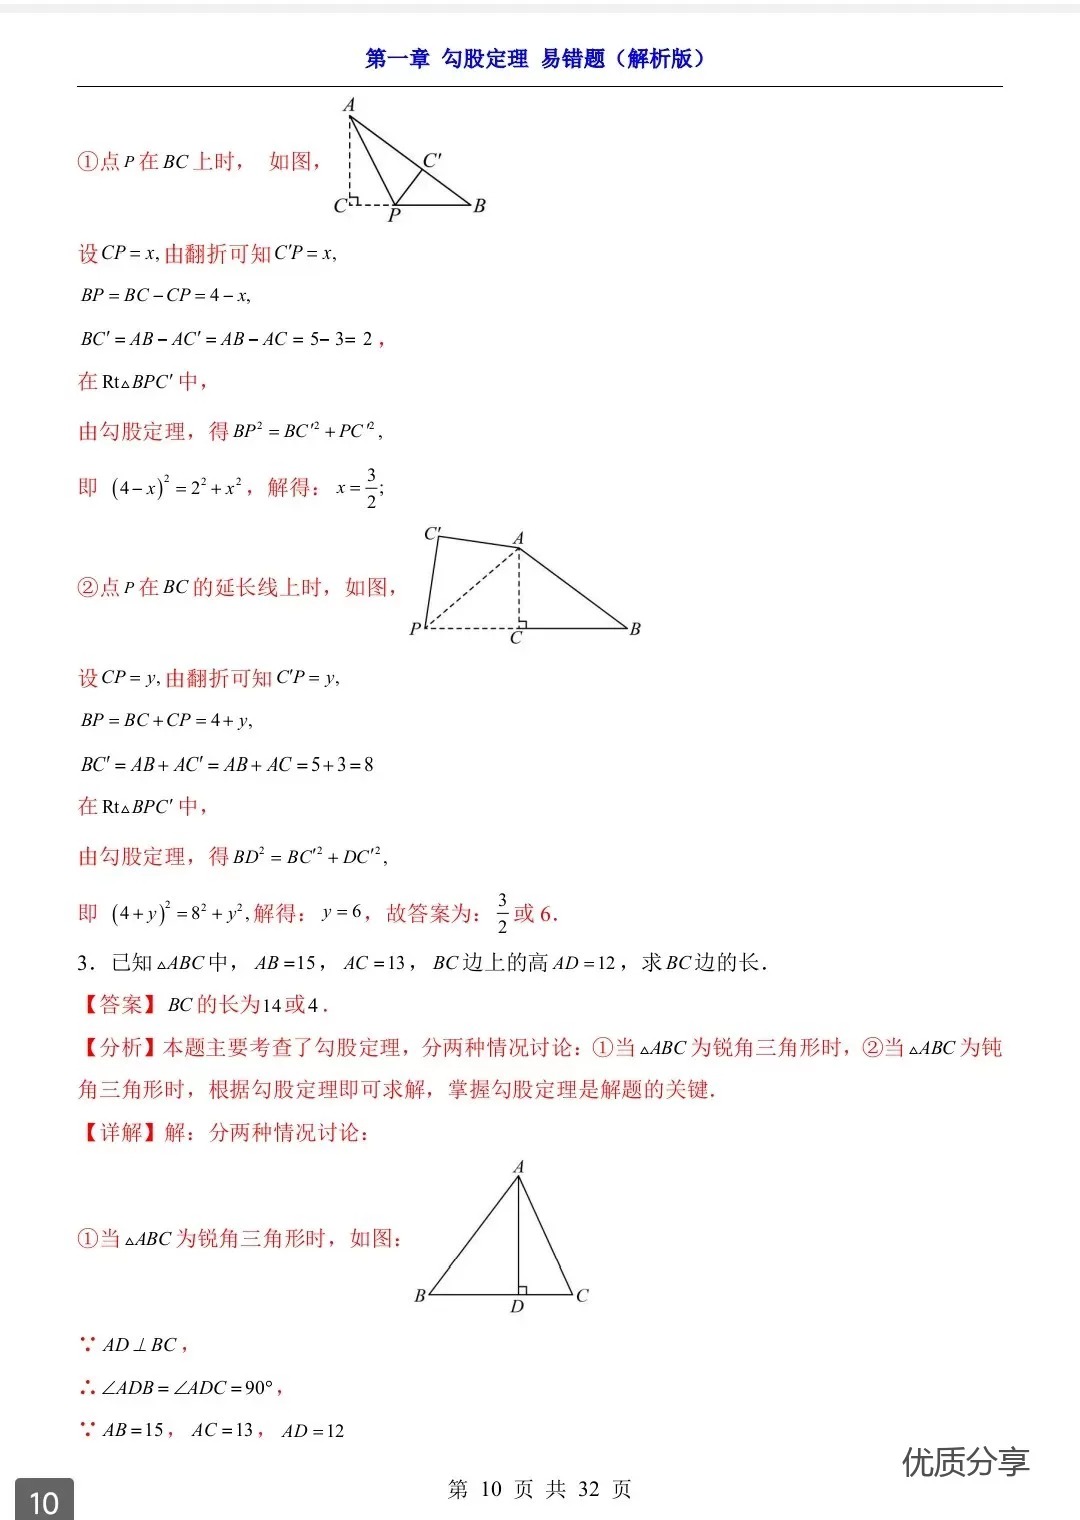 第一章 勾股定理 易错题（解析版）
A
①点P在BC上时， 如图，
C′
C
P
B
设CP=x,由翻折可知C′P=x,
BP=BC−CP=4−x,
BC′=AB−AC′=AB−AC=5−3=2，
在Rt△BPC′中，
由勾股定理，得BP²=BC′²+PC′²,
即 (4−x)²=2²+x²，解得：x=3/2;
C′
A
②点P在BC的延长线上时，如图，
P
C
B
设CP=y,由翻折可知C′P=y,
BP=BC+CP=4+y,
BC′=AB+AC′=AB+AC=5+3=8
在Rt△BPC′中，
由勾股定理，得BD²=BC′²+DC′²,
即 (4+y)²=8²+y²,解得：y=6，故答案为：3/2或6.
3．已知△ABC中，AB=15，AC=13，BC边上的高AD=12，求BC边的长．
【答案】BC的长为14或4．
【分析】本题主要考查了勾股定理，分两种情况讨论：①当△ABC为锐角三角形时，②当△ABC为钝
角三角形时，根据勾股定理即可求解，掌握勾股定理是解题的关键．
【详解】解：分两种情况讨论：
A
①当△ABC为锐角三角形时，如图：
B
D
C
∵AD⊥BC，
∴∠ADB=∠ADC=90°，
∵AB=15，AC=13，AD=12
优质分享
第 10 页 共 32 页
10